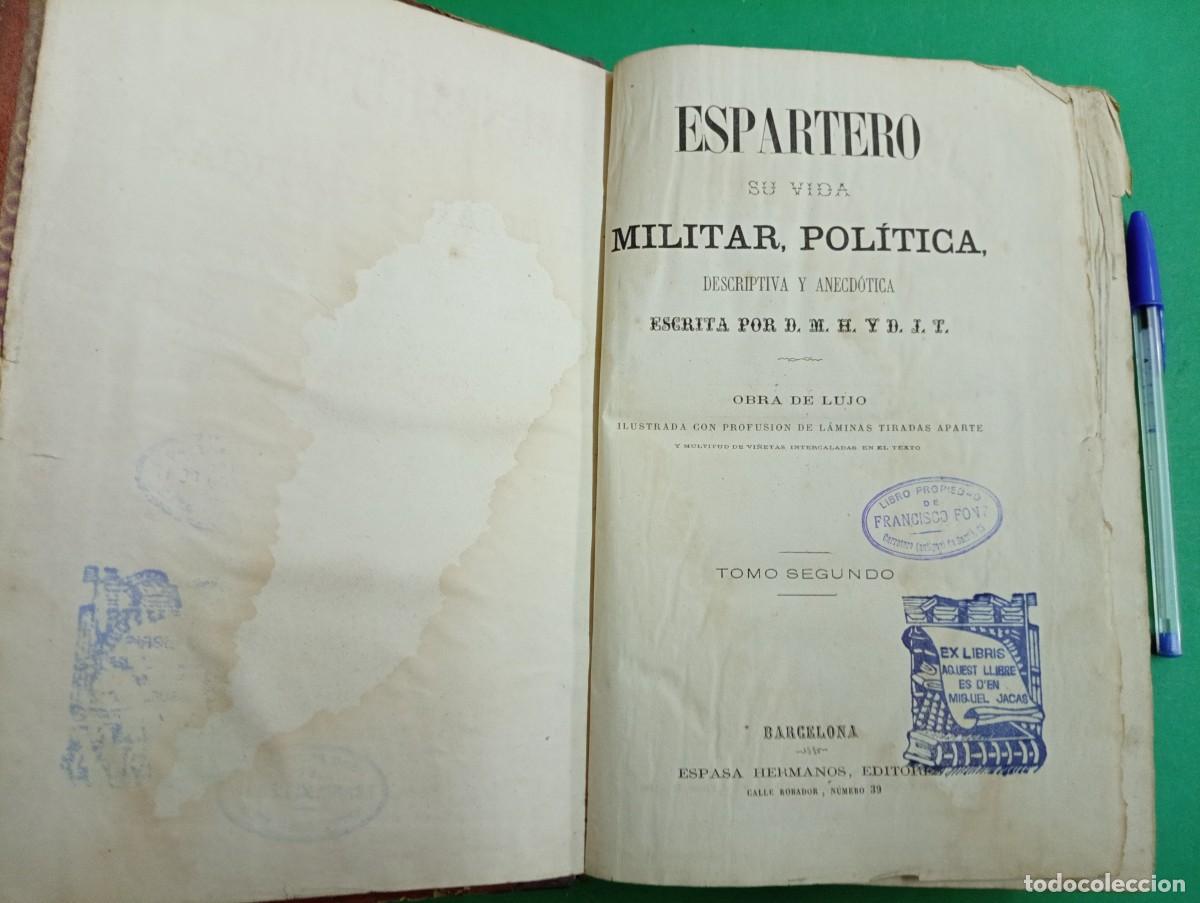 ESPARTERO
SU VIDA
MILITAR, POLÍTICA,
DESCRIPTIVA Y ANECDÓTICA
ESCRITA POR D. M. H. Y D. J. T.
OBRA DE LUJO
ILUSTRADA CON PROFUSION DE LÁMINAS TIRADAS APARTE
Y MULTITUD DE VIÑETAS INTERCALADAS EN EL TEXTO
LIBRO PROPIEDAD
DE
FRANCISCO FONT
TOMO SEGUNDO
EX LIBRIS
AQUEST LLIBRE
ES D'EN
MIGUEL JACAS
BARCELONA
ESPASA HERMANOS, EDITORES
CALLE ROBADOR, NÚMERO 39
todocoleccion